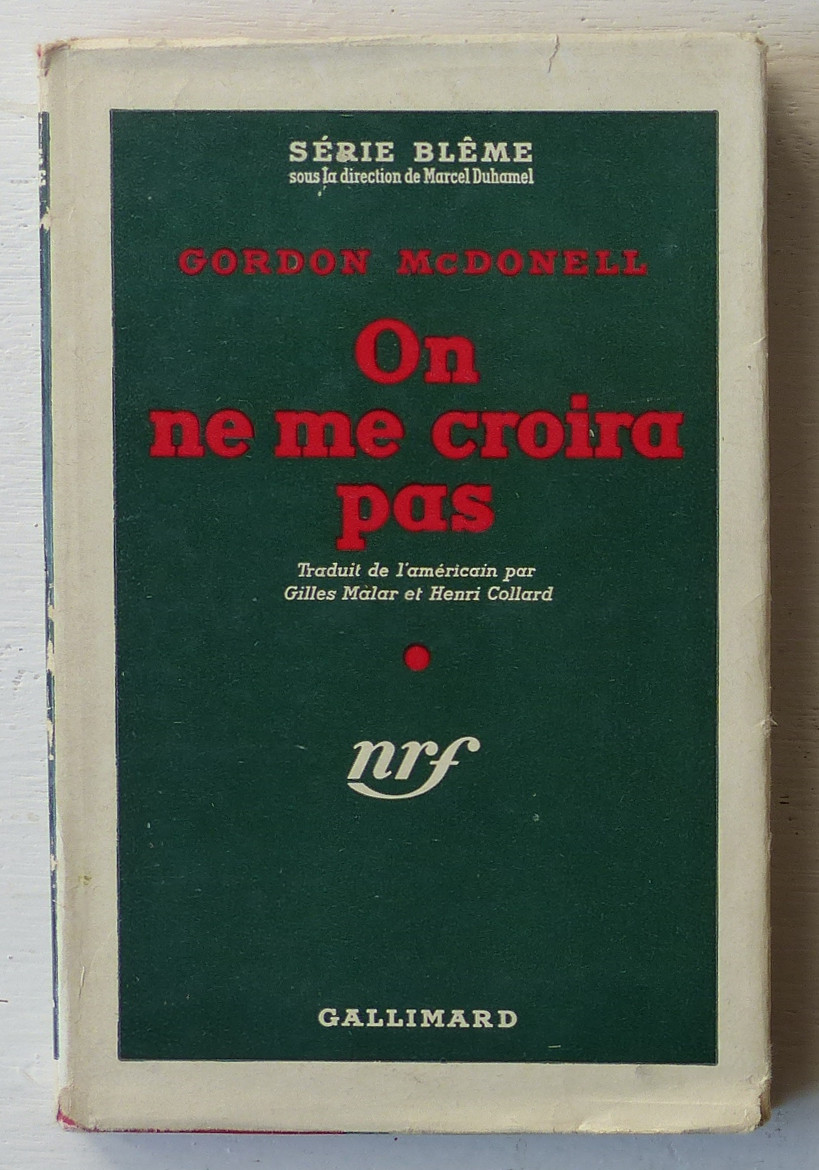 SÉRIE BLÊME
sous la direction de Marcel Duhamel
GORDON McDONELL
On
ne me croira
pas
Traduit de l'américain par
Gilles Malar et Henri Collard
nrf
GALLIMARD